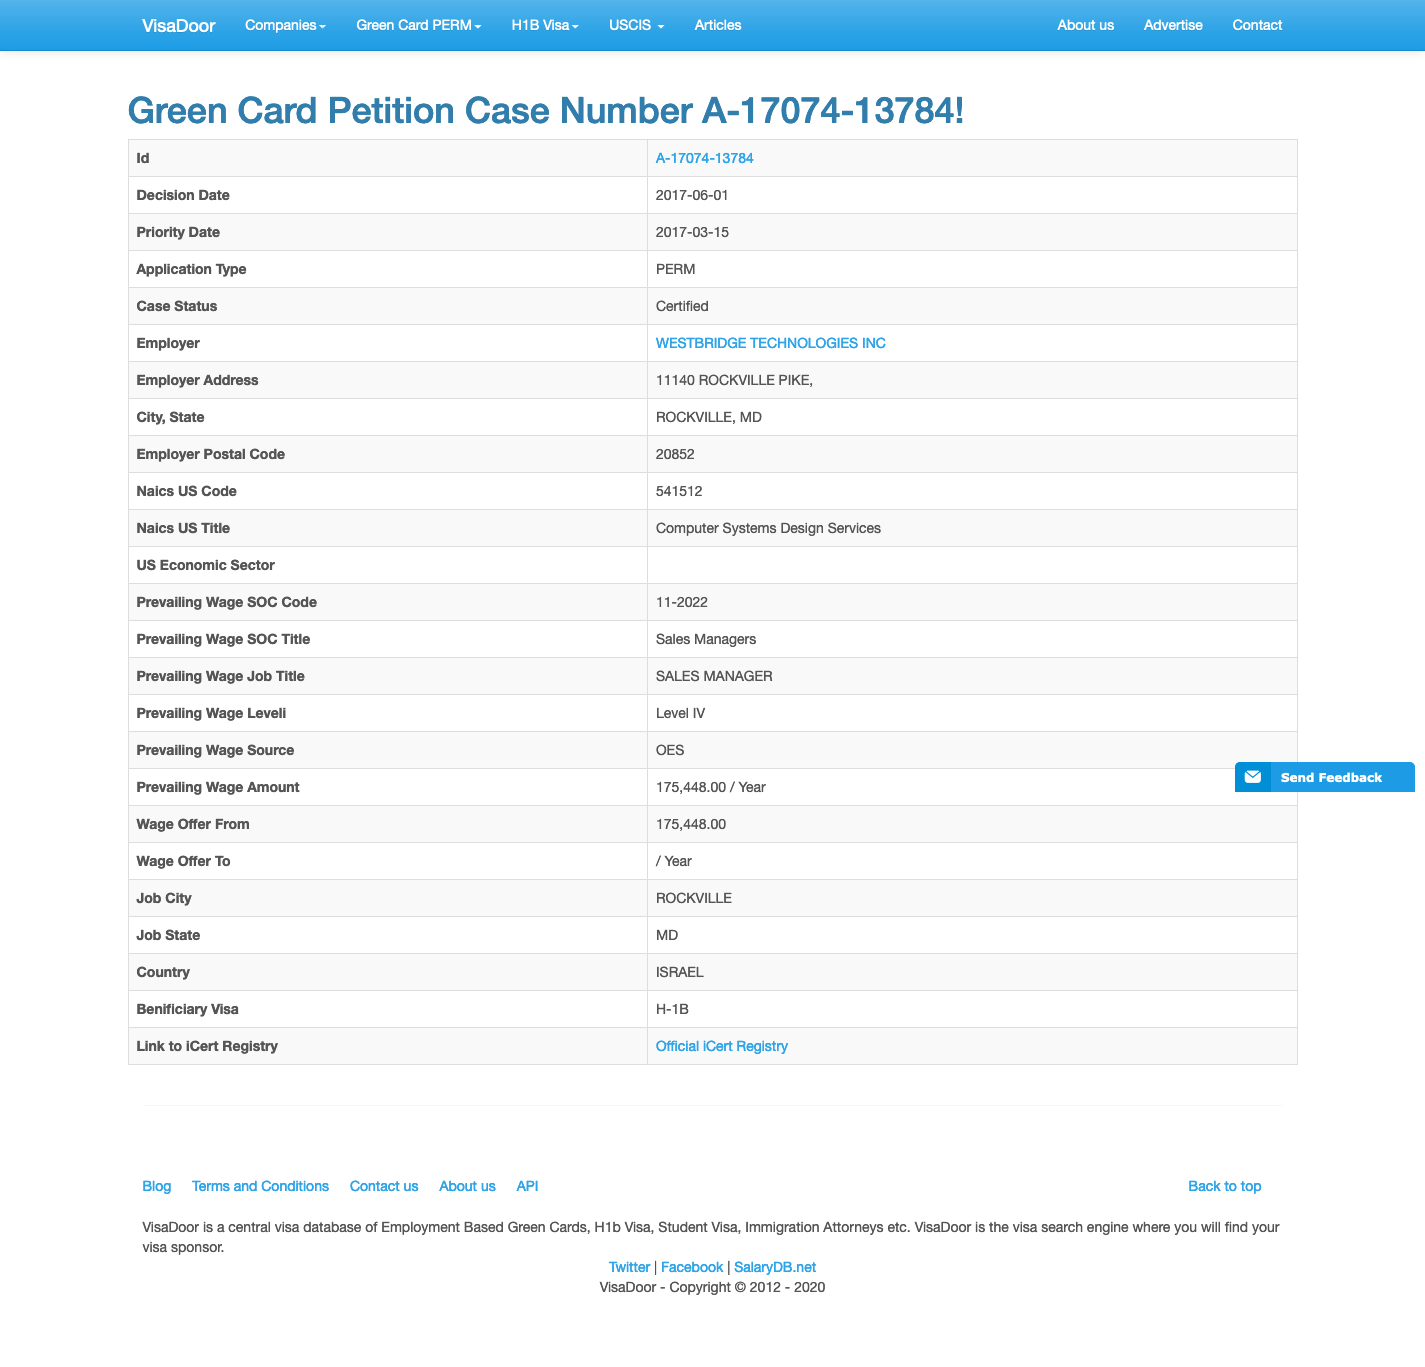 VisaDoor Companies Green Card PERM H1B Visa USCIS Articles About us Advertise Contact
Green Card Petition Case Number A-17074-13784!
Id A-17074-13784
Decision Date 2017-06-01
Priority Date 2017-03-15
Application Type PERM
Case Status Certified
Employer WESTBRIDGE TECHNOLOGIES INC
Employer Address 11140 ROCKVILLE PIKE,
City, State ROCKVILLE, MD
Employer Postal Code 20852
Naics US Code 541512
Naics US Title Computer Systems Design Services
US Economic Sector
Prevailing Wage SOC Code 11-2022
Prevailing Wage SOC Title Sales Managers
Prevailing Wage Job Title SALES MANAGER
Prevailing Wage Leveli Level IV
Prevailing Wage Source OES
Prevailing Wage Amount 175,448.00 / Year
Send Feedback
Wage Offer From 175,448.00
Wage Offer To / Year
Job City ROCKVILLE
Job State MD
Country ISRAEL
Benificiary Visa H-1B
Link to iCert Registry Official iCert Registry
Blog Terms and Conditions Contact us About us API Back to top
VisaDoor is a central visa database of Employment Based Green Cards, H1b Visa, Student Visa, Immigration Attorneys etc. VisaDoor is the visa search engine where you will find your
visa sponsor.
Twitter | Facebook | SalaryDB.net
VisaDoor - Copyright © 2012 - 2020